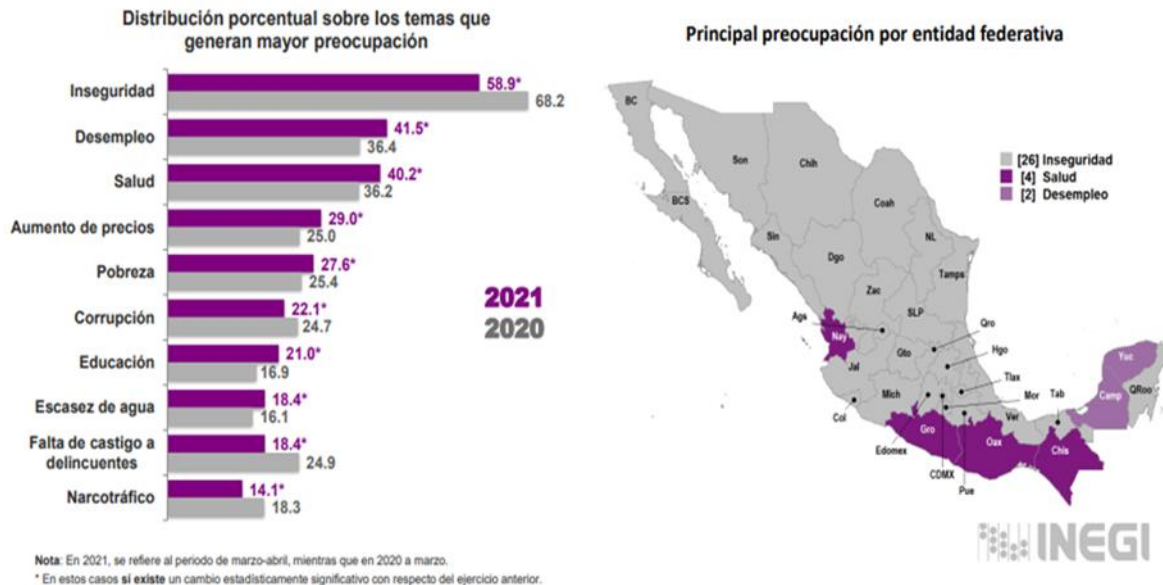 Distribución porcentual sobre los temas que
generan mayor preocupación
Inseguridad
58.9*
68.2
Desempleo
41.5*
36.4
Salud
40.2*
36.2
Aumento de precios
29.0*
25.0
Pobreza
27.6*
25.4
Corrupción
22.1*
24.7
Educación
21.0*
16.9
Escasez de agua
18.4*
16.1
Falta de castigo a
delincuentes
18.4*
24.9
Narcotráfico
14.1*
18.3
2021
2020
Nota: En 2021, se refiere al periodo de marzo-abril, mientras que en 2020 a marzo.
* En estos casos sí existe un cambio estadísticamente significativo con respecto del ejercicio anterior.
Principal preocupación por entidad federativa
[26] Inseguridad
[4] Salud
[2] Desempleo
BC
Son
Chih
BCS
Coah
Sin
NL
Dgo
Tamps
Zac
SLP
Ags
Nay
Qro
Gto
Hgo
Jal
Tlax
Mich
Mor
Tab
Yuc
Camp
QRoo
Col
Ver
Gro
Oax
Chis
Edomex
CDMX
Pue
INEGI